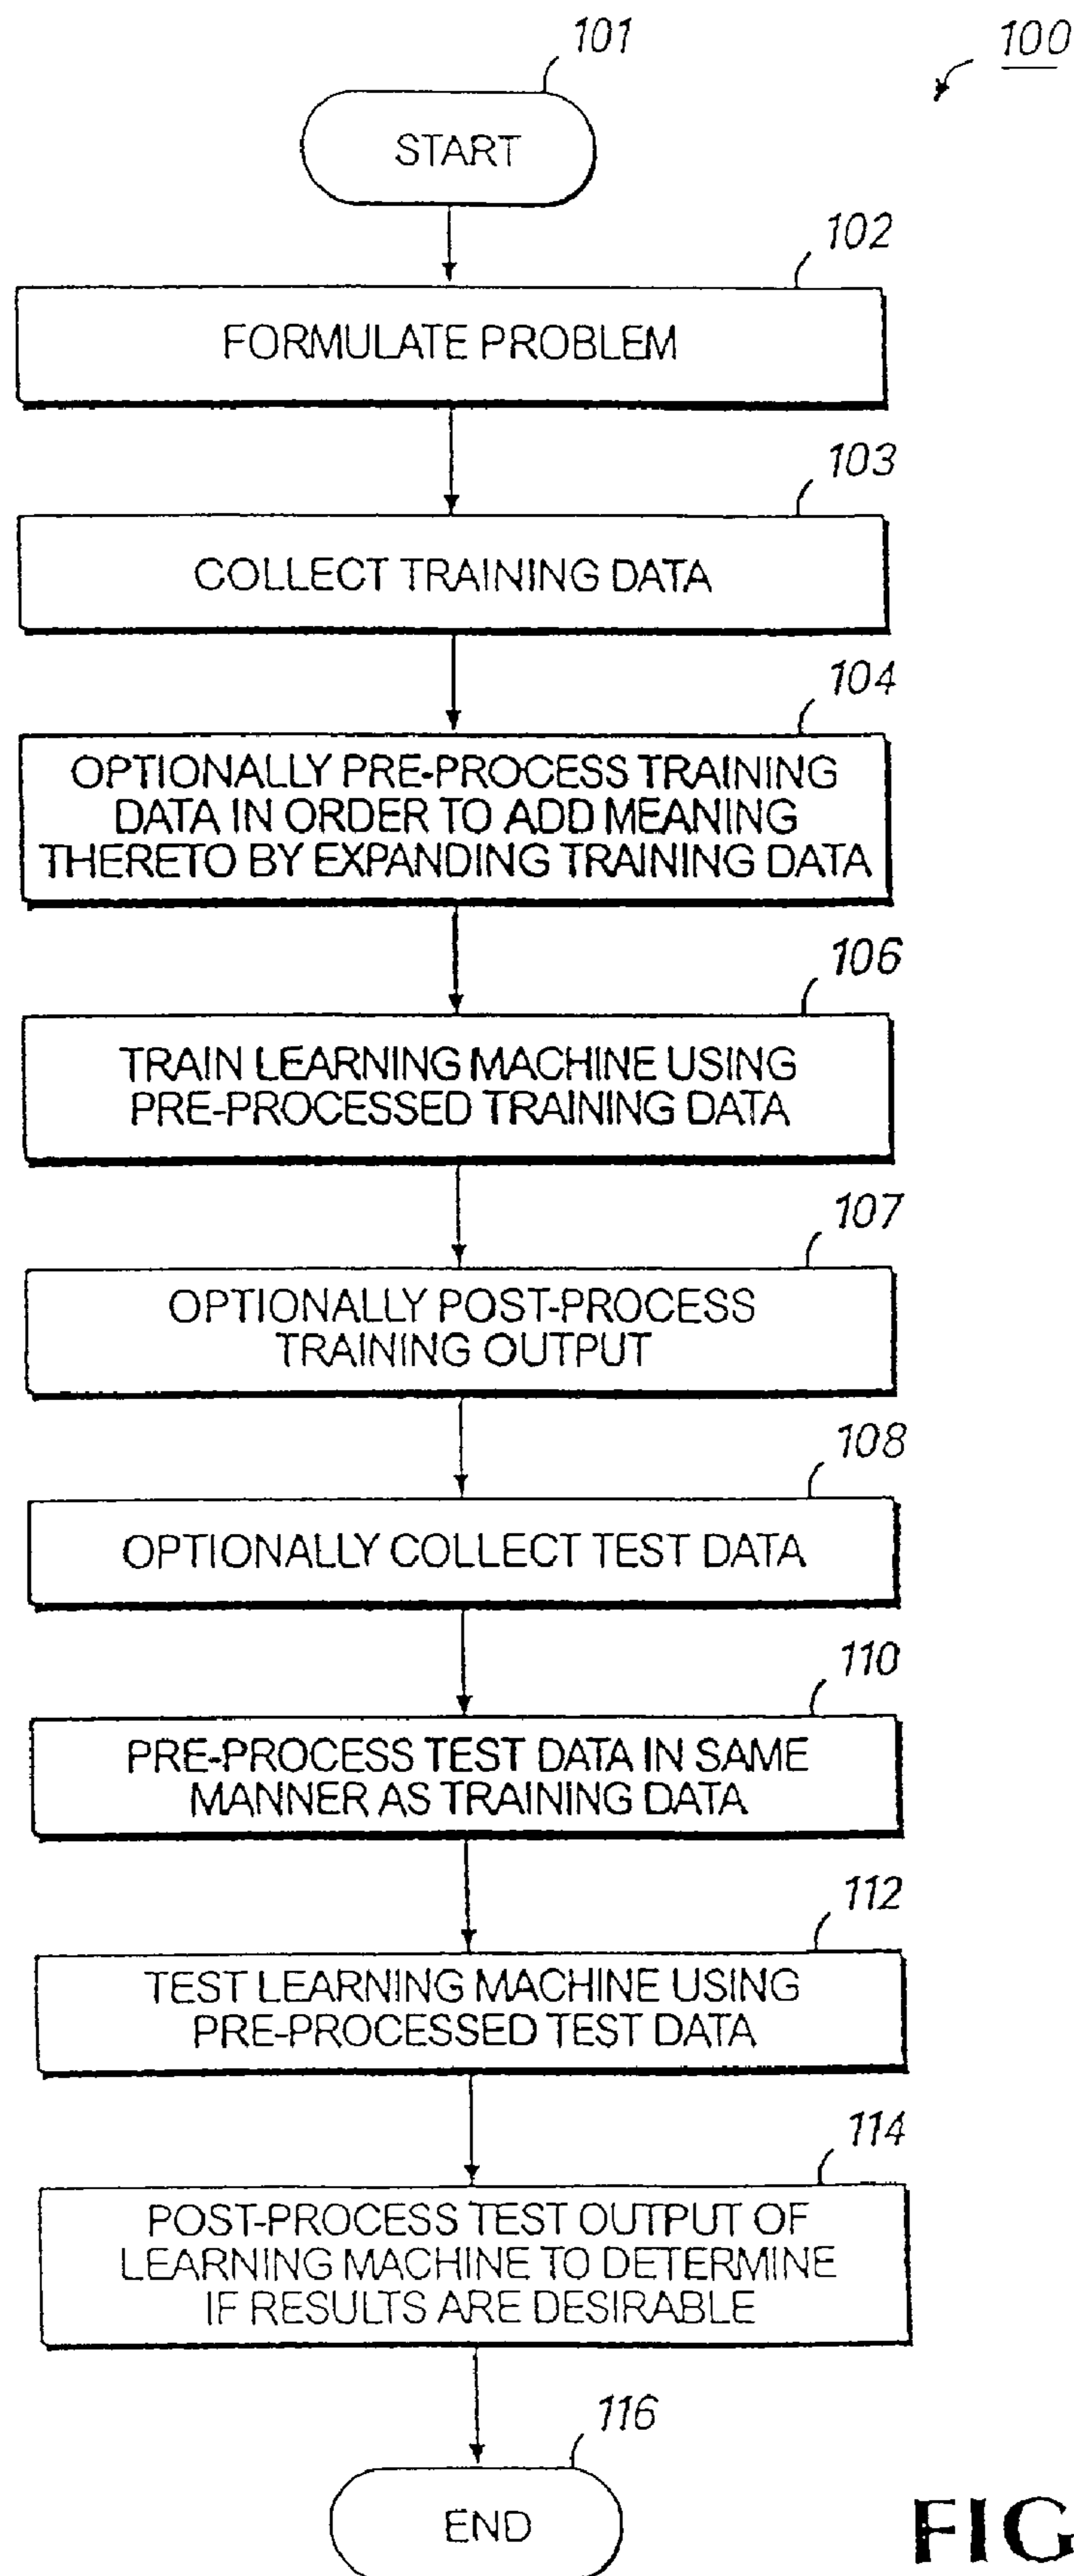 100
101
START
102
FORMULATE PROBLEM
103
COLLECT TRAINING DATA
104
OPTIONALLY PRE-PROCESS TRAINING
DATA IN ORDER TO ADD MEANING
THERETO BY EXPANDING TRAINING DATA
106
TRAIN LEARNING MACHINE USING
PRE-PROCESSED TRAINING DATA
107
OPTIONALLY POST-PROCESS
TRAINING OUTPUT
108
OPTIONALLY COLLECT TEST DATA
110
PRE-PROCESS TEST DATA IN SAME
MANNER AS TRAINING DATA
112
TEST LEARNING MACHINE USING
PRE-PROCESSED TEST DATA
114
POST-PROCESS TEST OUTPUT OF
LEARNING MACHINE TO DETERMINE
IF RESULTS ARE DESIRABLE
116
END
FIG